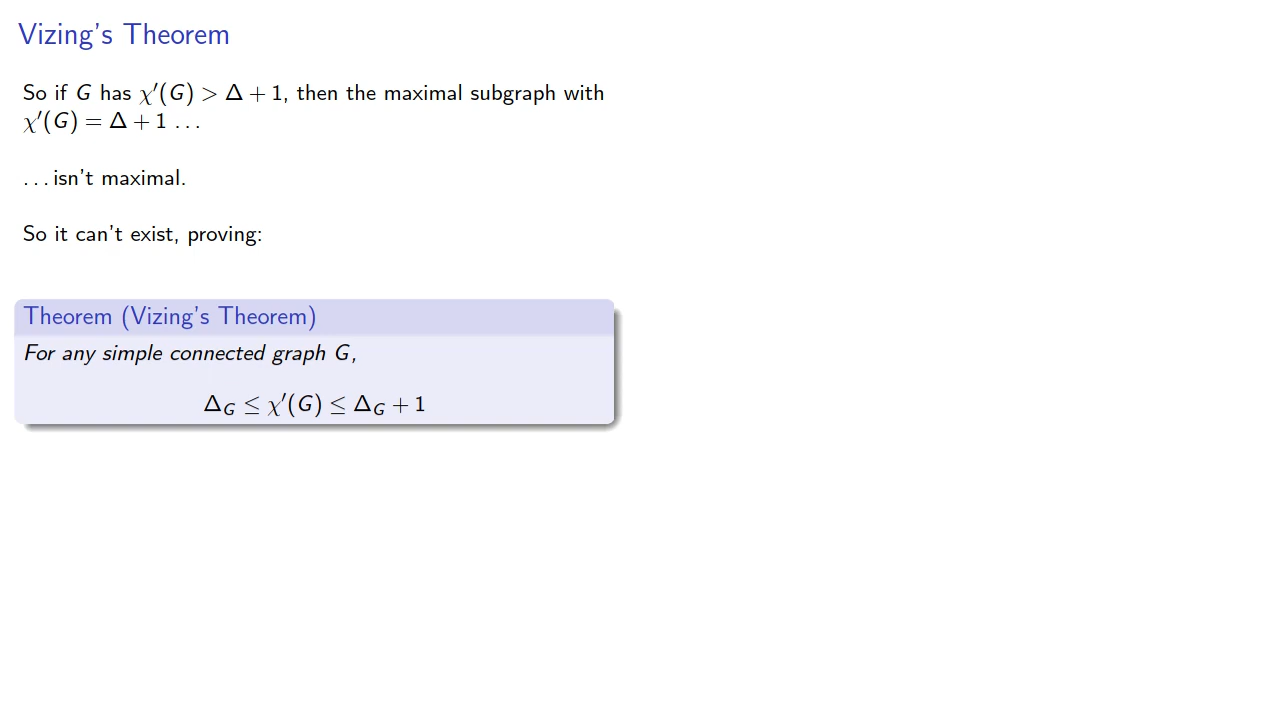 Vizing's Theorem
So if G has χ′(G) > Δ + 1, then the maximal subgraph with
χ′(G) = Δ + 1 . . .
. . . isn't maximal.
So it can't exist, proving:
Theorem (Vizing's Theorem)
For any simple connected graph G,
Δ_G ≤ χ′(G) ≤ Δ_G + 1